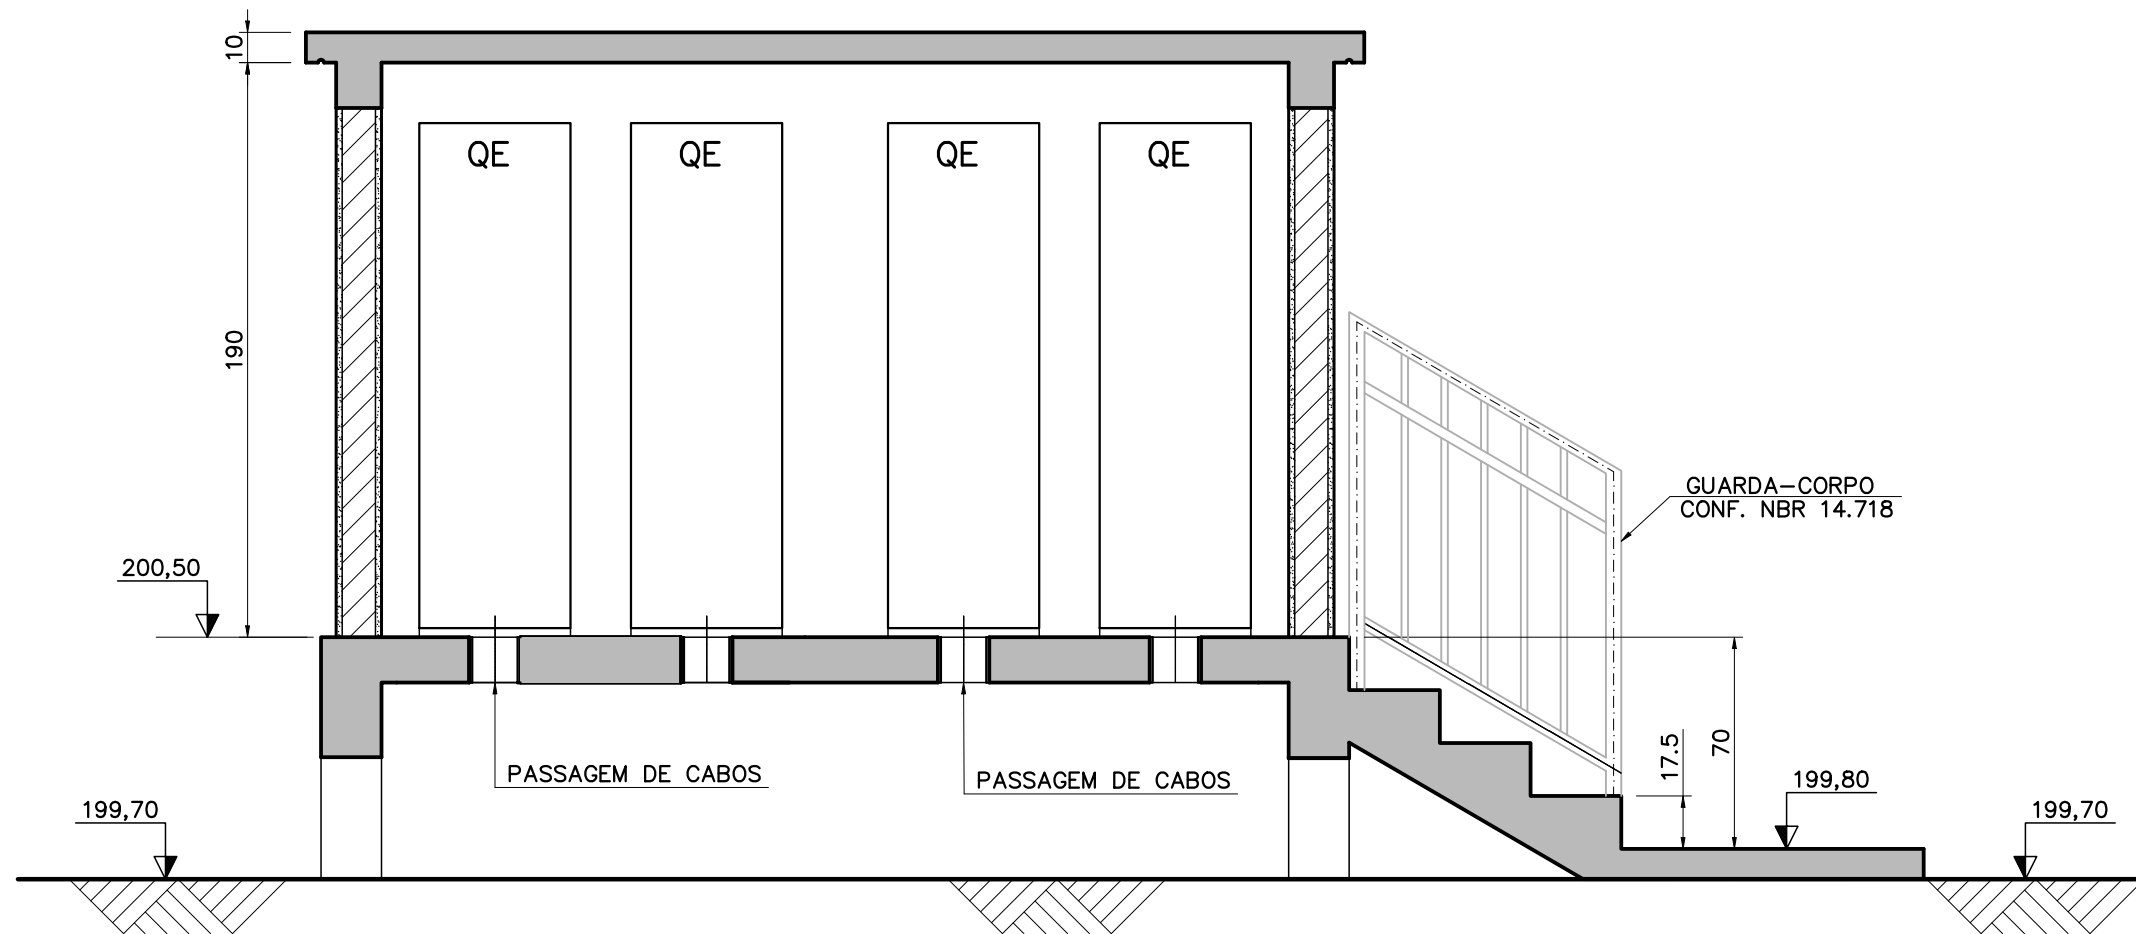 10
QE QE QE QE
190
GUARDA-CORPO
CONF. NBR 14.718
200,50
17.5
70
PASSAGEM DE CABOS
PASSAGEM DE CABOS
199,80
199,70
199,70